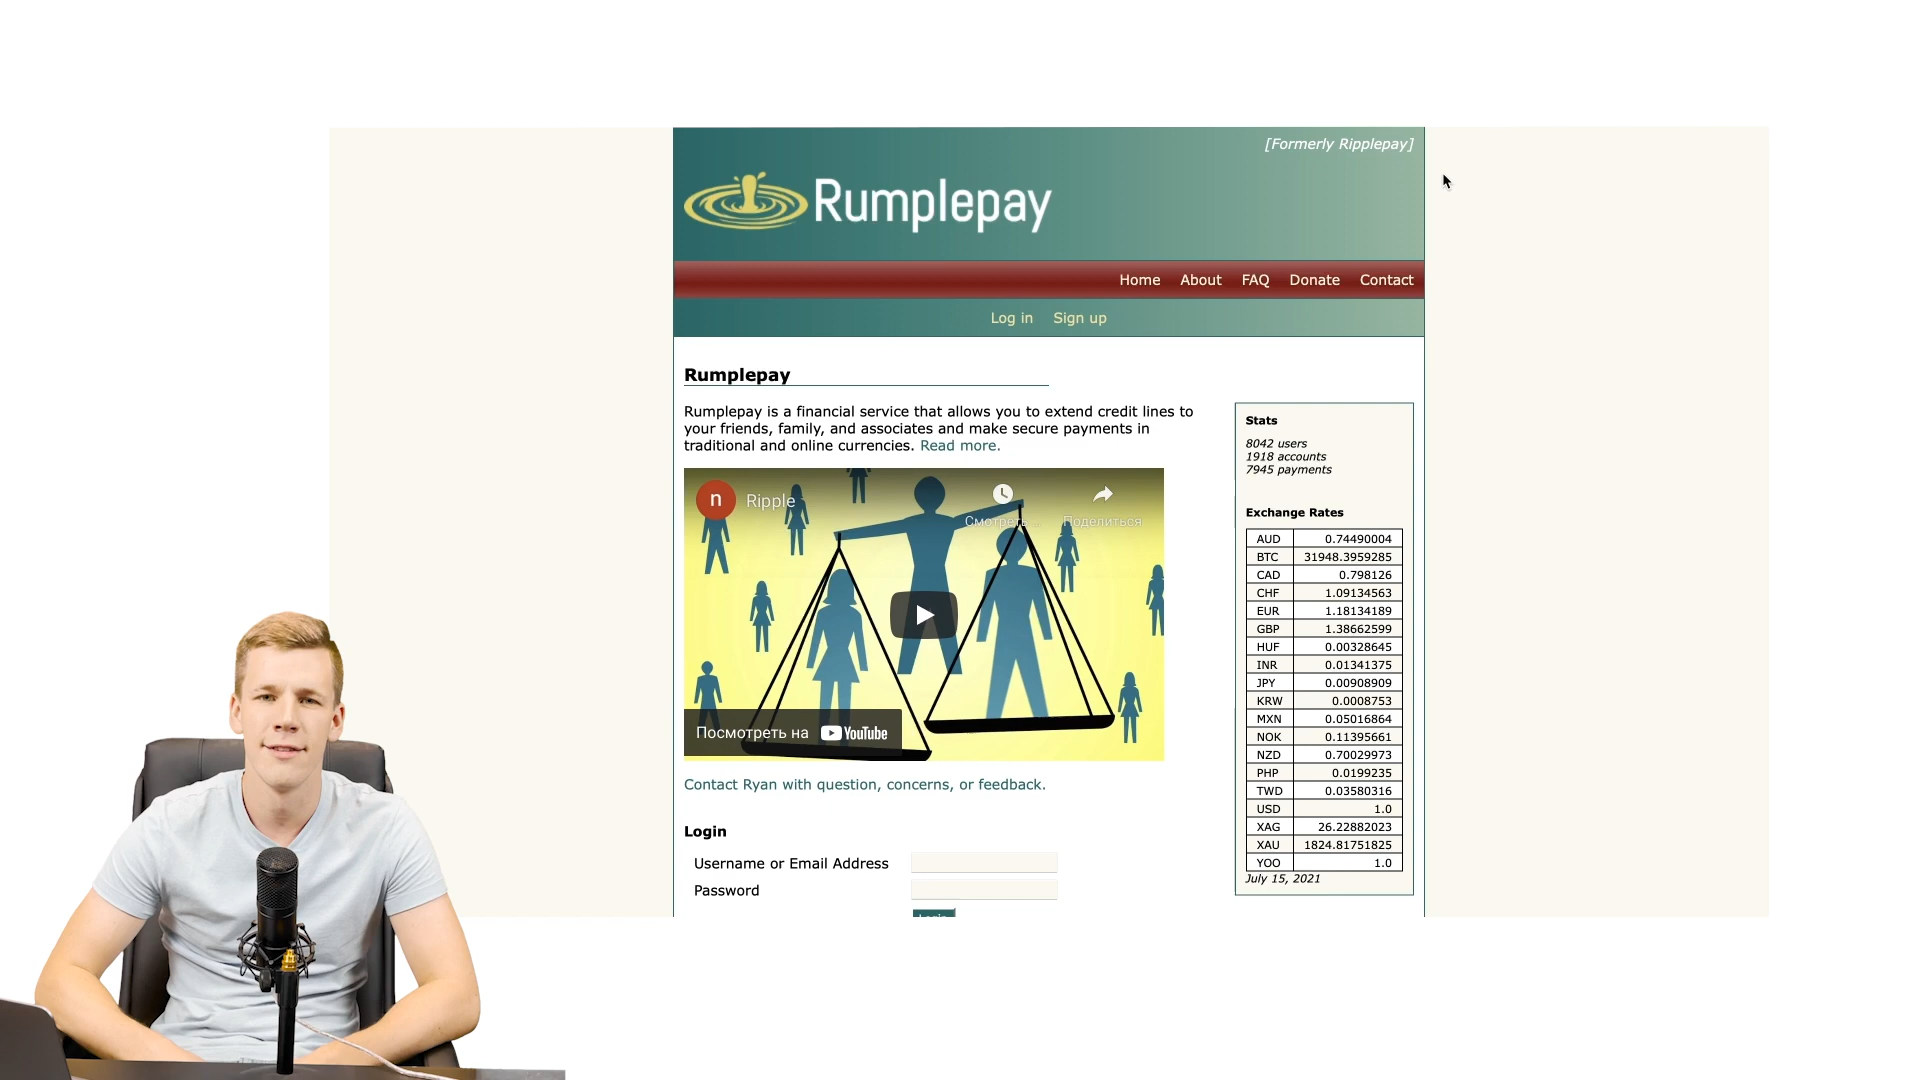 [Formerly Ripplepay]
Rumplepay
Home About FAQ Donate Contact
Log in Sign up
Rumplepay
Rumplepay is a financial service that allows you to extend credit lines to
your friends, family, and associates and make secure payments in
traditional and online currencies. Read more.
n Ripple
Смотреть... Поделиться
Посмотреть на YouTube
Contact Ryan with question, concerns, or feedback.
Login
Username or Email Address
Password
Login
Stats
8042 users
1918 accounts
7945 payments
Exchange Rates
AUD 0.74490004
BTC 31948.3959285
CAD 0.798126
CHF 1.09134563
EUR 1.18134189
GBP 1.38662599
HUF 0.00328645
INR 0.01341375
JPY 0.00908909
KRW 0.0008753
MXN 0.05016864
NOK 0.11395661
NZD 0.70029973
PHP 0.0199235
TWD 0.03580316
USD 1.0
XAG 26.22882023
XAU 1824.81751825
YOO 1.0
July 15, 2021